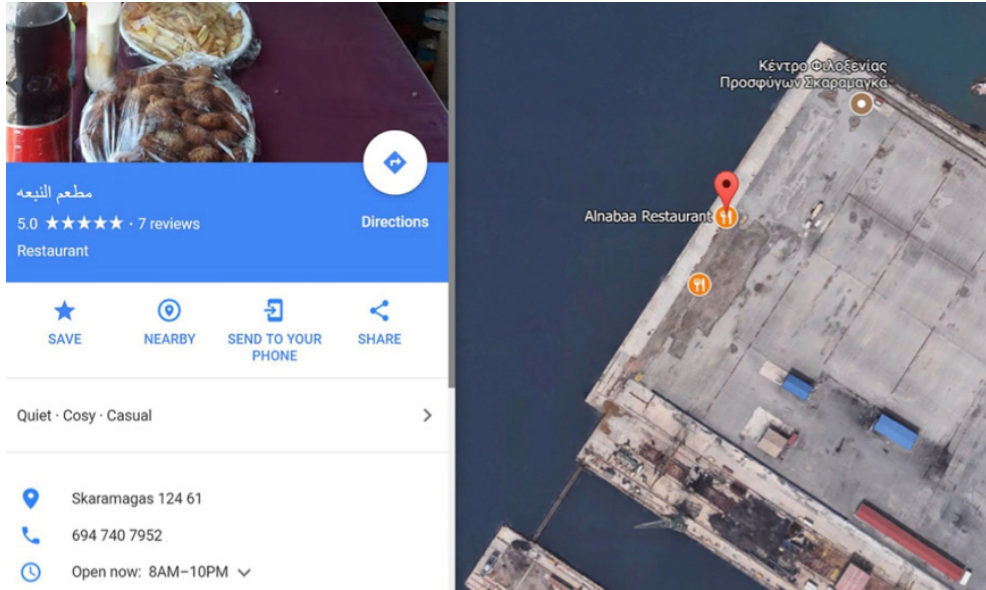 مطعم النبعه
5.0 ★★★★★ · 7 reviews
Restaurant
Directions
SAVE
NEARBY
SEND TO YOUR
PHONE
SHARE
Quiet · Cosy · Casual
Skaramagas 124 61
694 740 7952
Open now: 8AM–10PM
Κέντρο Φιλοξενίας
Προσφύγων Σκαραμαγκά
Alnabaa Restaurant